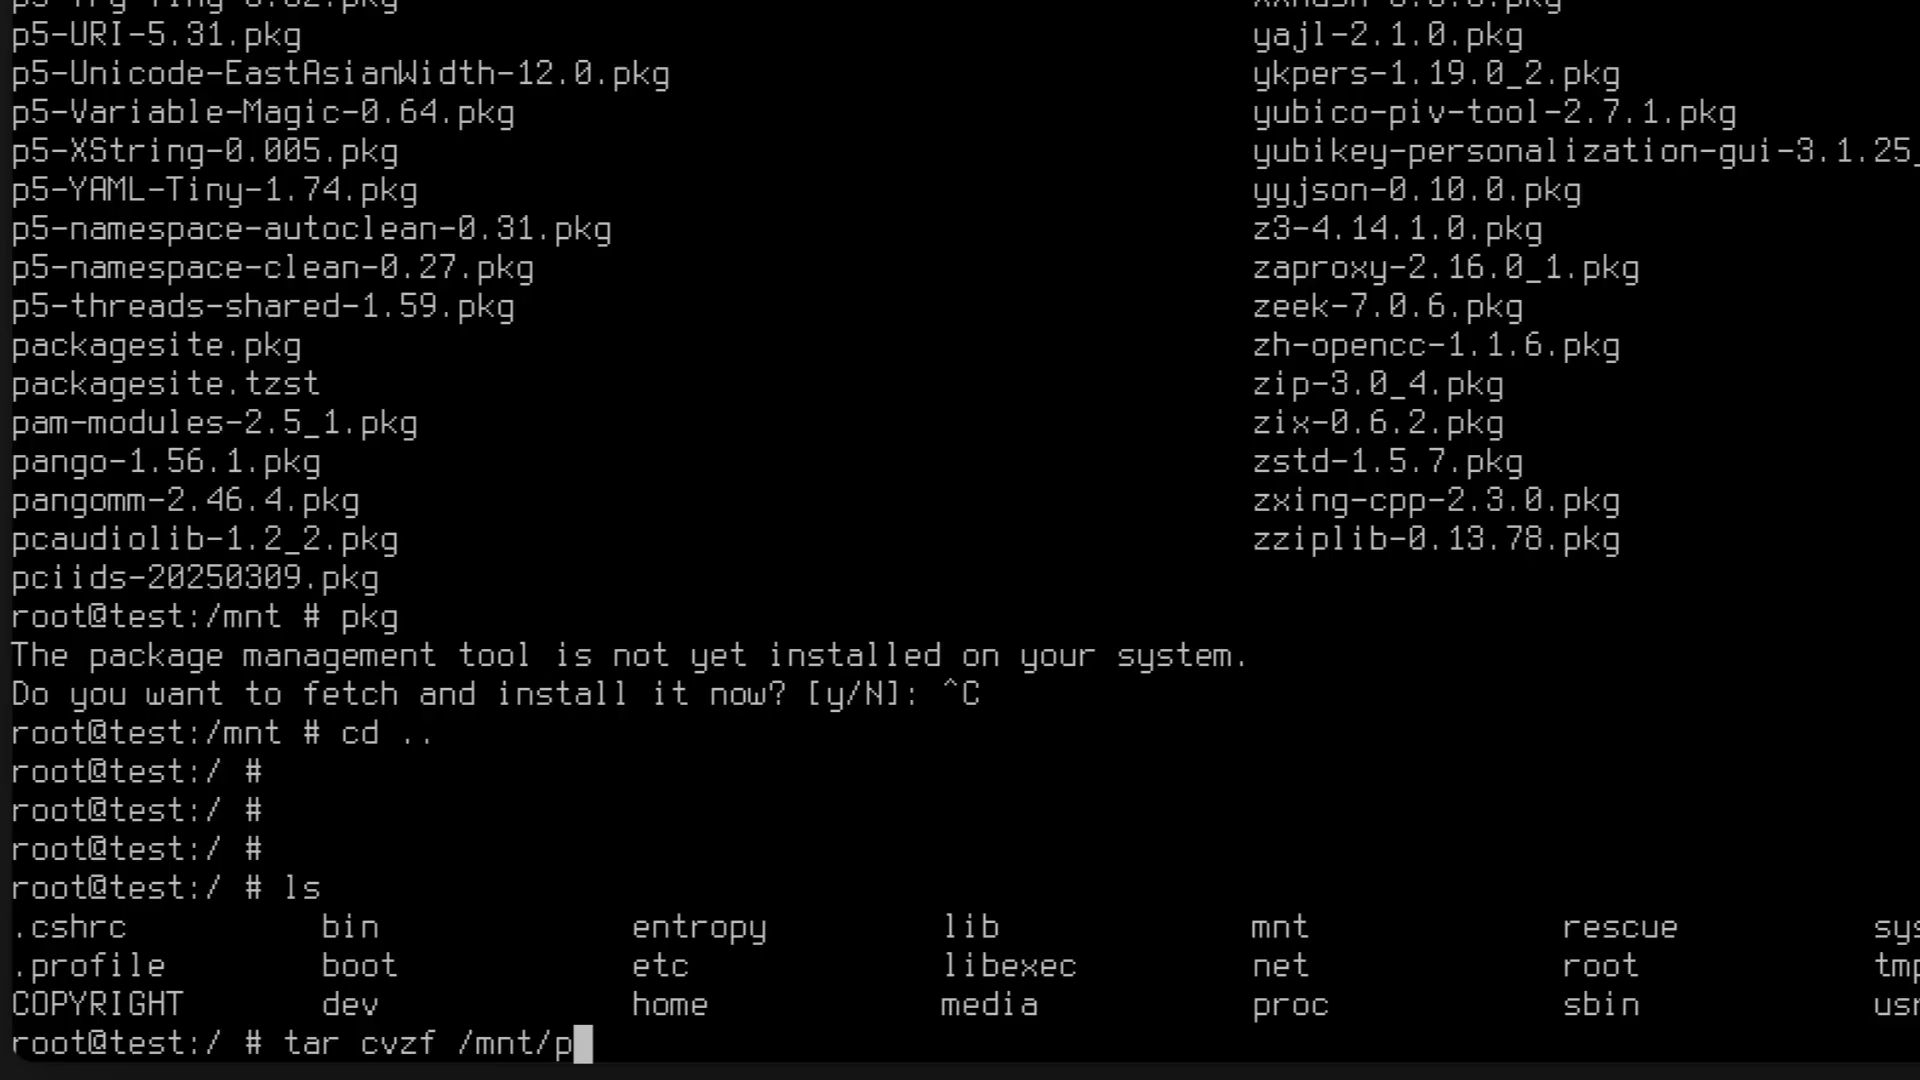 p5-URI-5.31.pkg yajl-2.1.0.pkg
p5-Unicode-EastAsianWidth-12.0.pkg ykpers-1.19.0_2.pkg
p5-Variable-Magic-0.64.pkg yubico-piv-tool-2.7.1.pkg
p5-XString-0.005.pkg yubikey-personalization-gui-3.1.25_
p5-YAML-Tiny-1.74.pkg yyjson-0.10.0.pkg
p5-namespace-autoclean-0.31.pkg z3-4.14.1.0.pkg
p5-namespace-clean-0.27.pkg zaproxy-2.16.0_1.pkg
p5-threads-shared-1.59.pkg zeek-7.0.6.pkg
packagesite.pkg zh-opencc-1.1.6.pkg
packagesite.tzst zip-3.0_4.pkg
pam-modules-2.5_1.pkg zix-0.6.2.pkg
pango-1.56.1.pkg zstd-1.5.7.pkg
pangomm-2.46.4.pkg zxing-cpp-2.3.0.pkg
pcaudiolib-1.2_2.pkg zziplib-0.13.78.pkg
pciids-20250309.pkg
root@test:/mnt # pkg
The package management tool is not yet installed on your system.
Do you want to fetch and install it now? [y/N]: ^C
root@test:/mnt # cd ..
root@test:/ #
root@test:/ #
root@test:/ #
root@test:/ # ls
.cshrc bin entropy lib mnt rescue sys
.profile boot etc libexec net root tmp
COPYRIGHT dev home media proc sbin usr
root@test:/ # tar cvzf /mnt/p